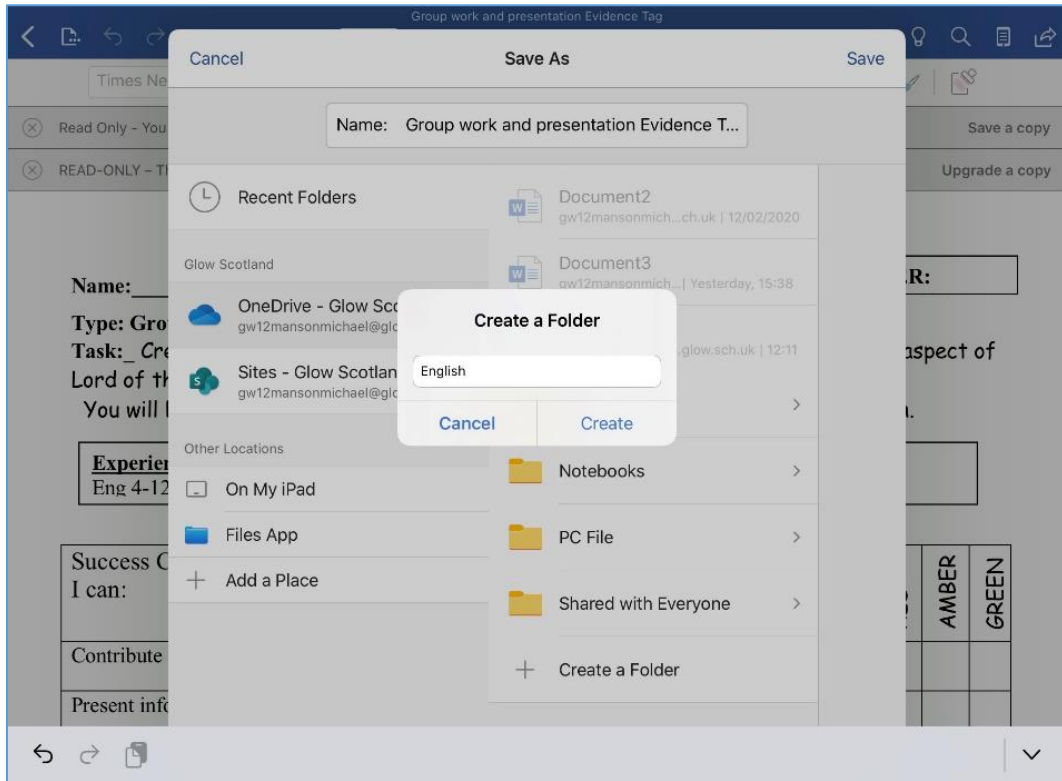 Group work and presentation Evidence Tag
Cancel
Save As
Save
Times Ne
Read Only - You
Save a copy
READ-ONLY – Th
Upgrade a copy
Name: Group work and presentation Evidence T...
Recent Folders
Glow Scotland
OneDrive - Glow Sco
gw12mansonmichael@glo
Sites - Glow Scotlan
gw12mansonmichael@glo
Other Locations
On My iPad
Files App
Add a Place
Document2
gw12mansonmich...ch.uk | 12/02/2020
Document3
gw12mansonmich...| Yesterday, 15:38
.glow.sch.uk | 12:11
Notebooks
PC File
Shared with Everyone
Create a Folder
Create a Folder
English
Cancel
Create
Name:
R:
Type: Gro
Task:_ Cre
aspect of
Lord of th
You will
Experien
Eng 4-12
Success C
I can:
AMBER
GREEN
Contribute
Present info